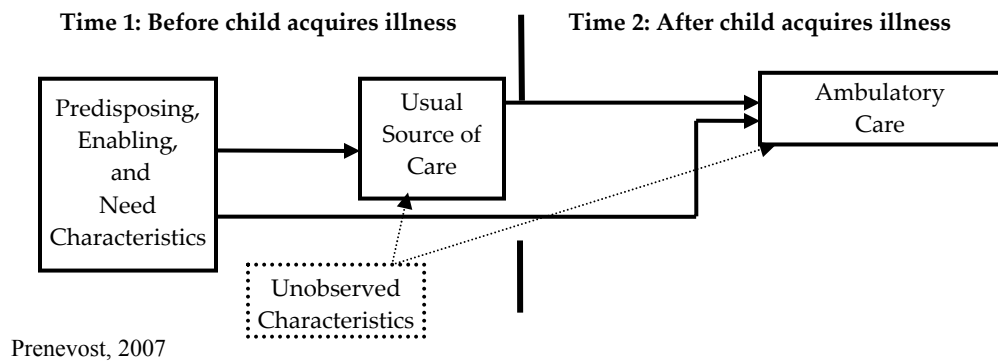 Time 1: Before child acquires illness
Time 2: After child acquires illness
Predisposing,
Enabling,
and
Need
Characteristics
Usual
Source of
Care
Ambulatory
Care
Unobserved
Characteristics
Prenevost, 2007